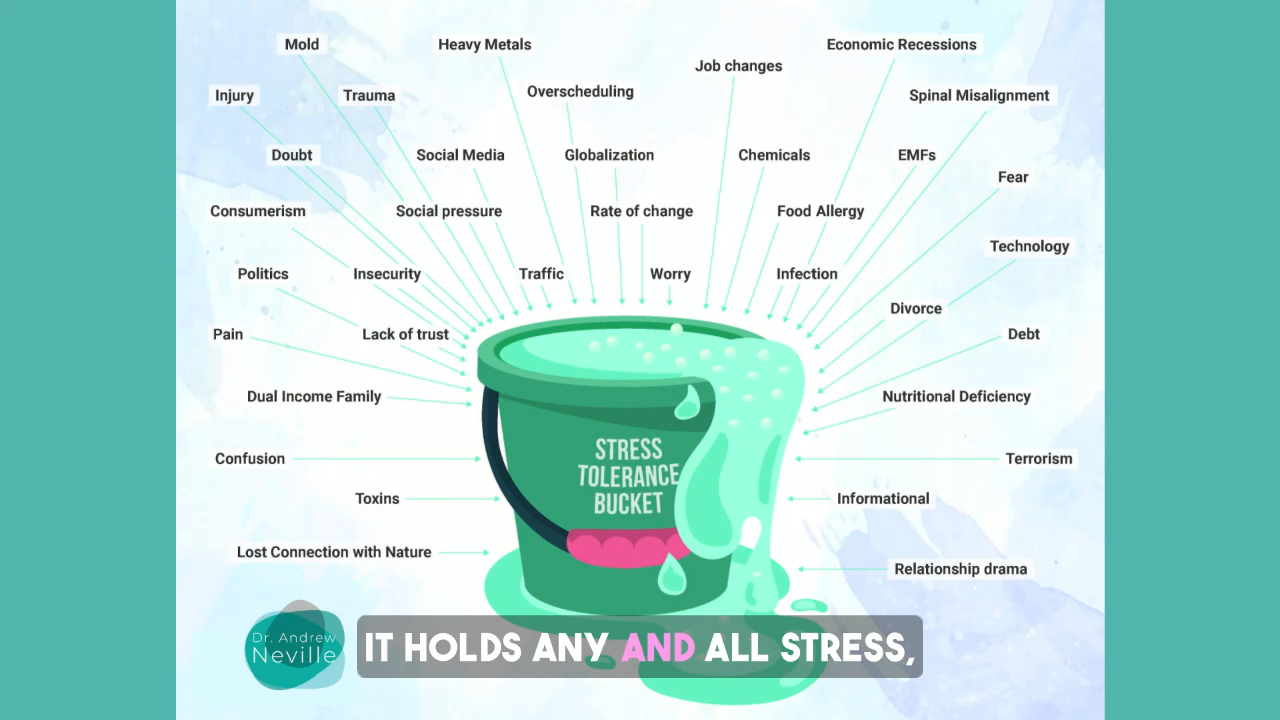 Mold
Heavy Metals
Economic Recessions
Job changes
Injury
Trauma
Overscheduling
Spinal Misalignment
Doubt
Social Media
Globalization
Chemicals
EMFs
Fear
Consumerism
Social pressure
Rate of change
Food Allergy
Technology
Politics
Insecurity
Traffic
Worry
Infection
Divorce
Pain
Lack of trust
Debt
Dual Income Family
Nutritional Deficiency
STRESS
TOLERANCE
BUCKET
Confusion
Terrorism
Toxins
Informational
Lost Connection with Nature
Relationship drama
Dr. Andrew
Neville
IT HOLDS ANY AND ALL STRESS,